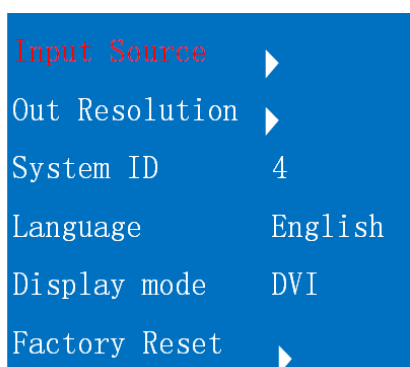 Input Source
Out Resolution
System ID 4
Language English
Display mode DVI
Factory Reset